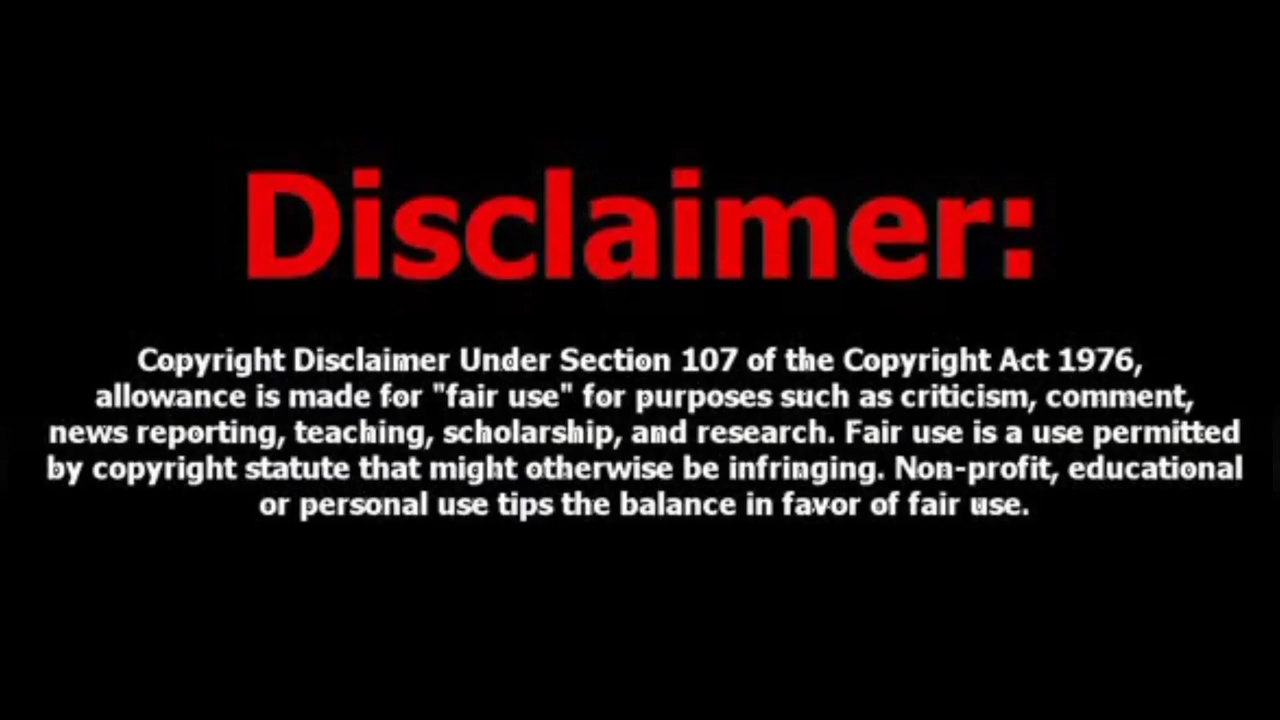 Disclaimer:
Copyright Disclaimer Under Section 107 of the Copyright Act 1976,
allowance is made for "fair use" for purposes such as criticism, comment,
news reporting, teaching, scholarship, and research. Fair use is a use permitted
by copyright statute that might otherwise be infringing. Non-profit, educational
or personal use tips the balance in favor of fair use.